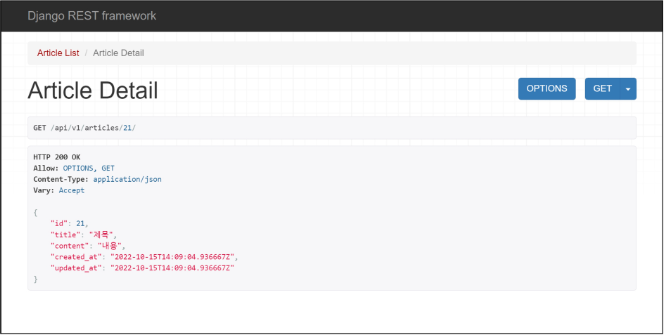 Django REST framework
Article List / Article Detail
Article Detail
OPTIONS GET
GET /api/v1/articles/21/
HTTP 200 OK
Allow: OPTIONS, GET
Content-Type: application/json
Vary: Accept
{
"id": 21,
"title": "제목",
"content": "내용",
"created_at": "2022-10-15T14:09:04.936667Z",
"updated_at": "2022-10-15T14:09:04.936667Z"
}